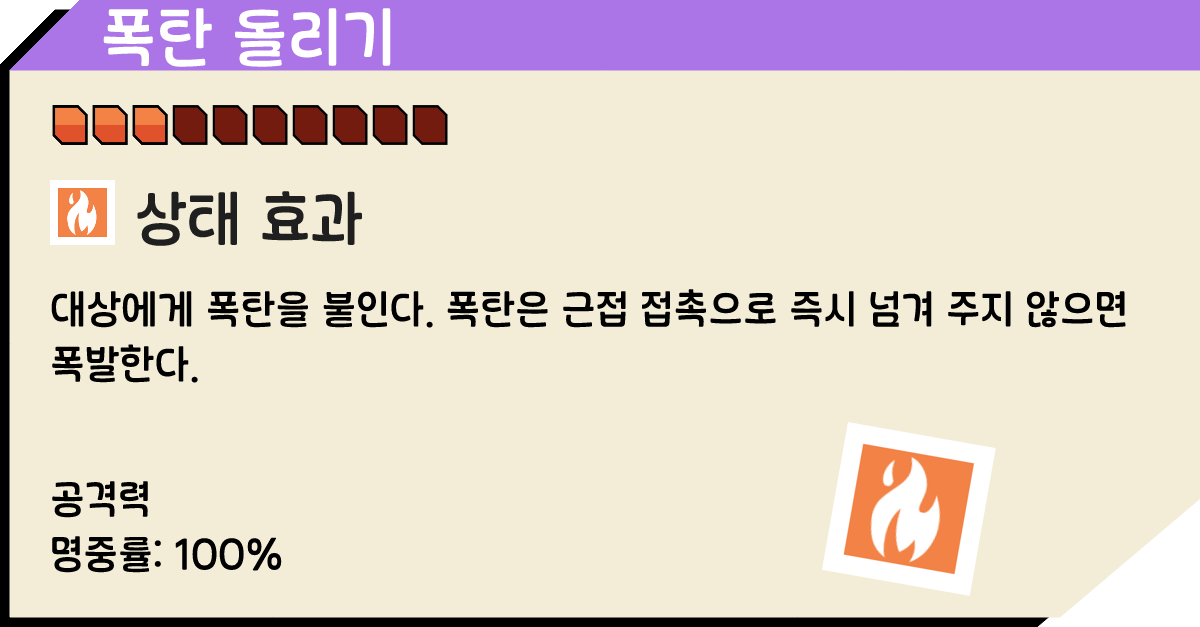 폭탄 올리기
상태 효과
대상에게 폭탄을 붙인다. 폭탄은 근접 접촉으로 즉시 넘겨 주지 않으면
폭발한다.
공격력
명중률: 100%